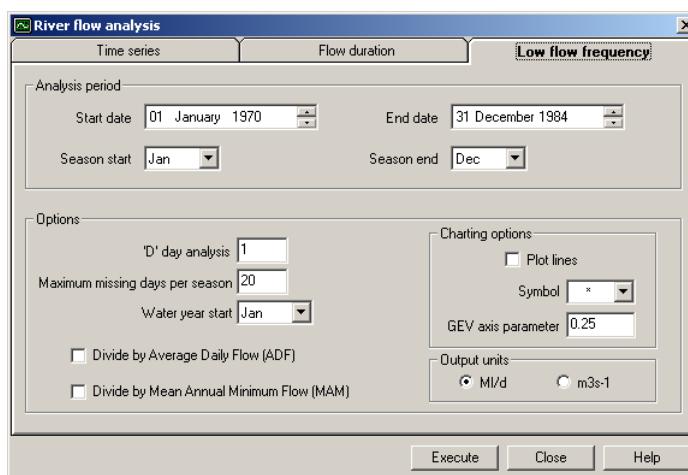 River flow analysis
Time series Flow duration Low flow frequency
Analysis period
Start date 01 January 1970 End date 31 December 1984
Season start Jan Season end Dec
Options
'D' day analysis 1
Maximum missing days per season 20
Water year start Jan
Divide by Average Daily Flow (ADF)
Divide by Mean Annual Minimum Flow (MAM)
Charting options
Plot lines
Symbol *
GEV axis parameter 0.25
Output units
Ml/d m3s-1
Execute Close Help